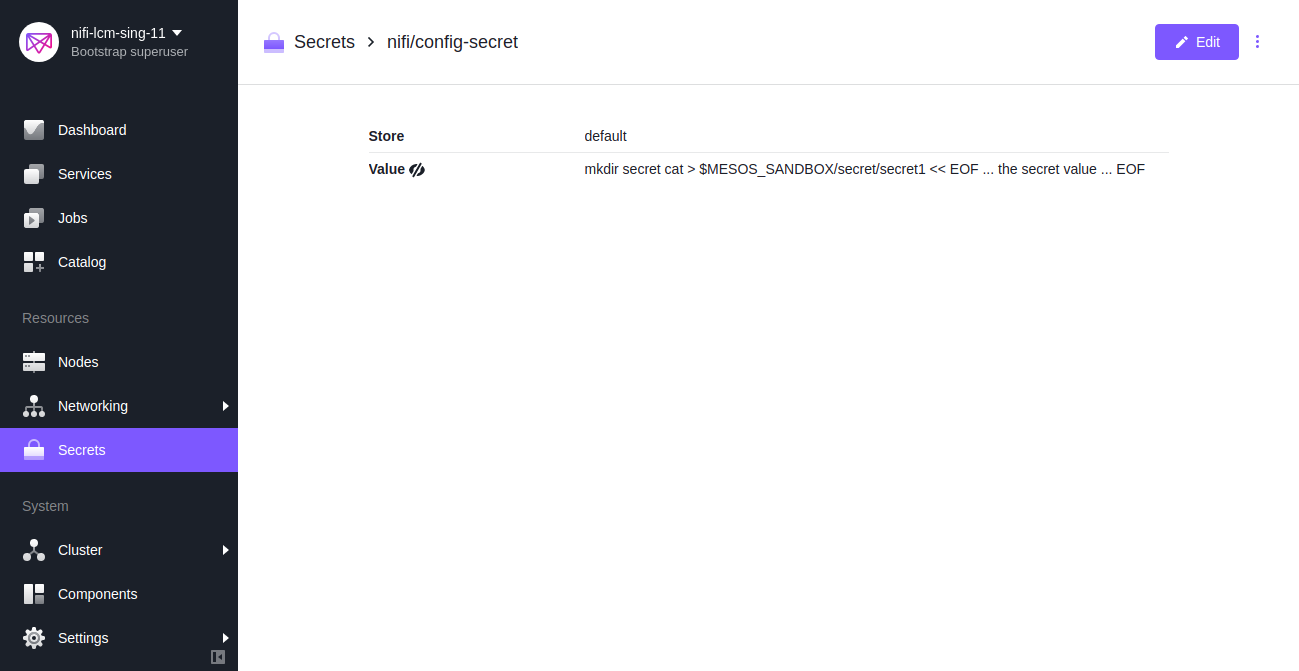 nifi-lcm-sing-11
Bootstrap superuser
Dashboard
Services
Jobs
Catalog
Resources
Nodes
Networking
Secrets
System
Cluster
Components
Settings
Secrets > nifi/config-secret
Edit
Store default
Value mkdir secret cat > $MESOS_SANDBOX/secret/secret1 << EOF ... the secret value ... EOF